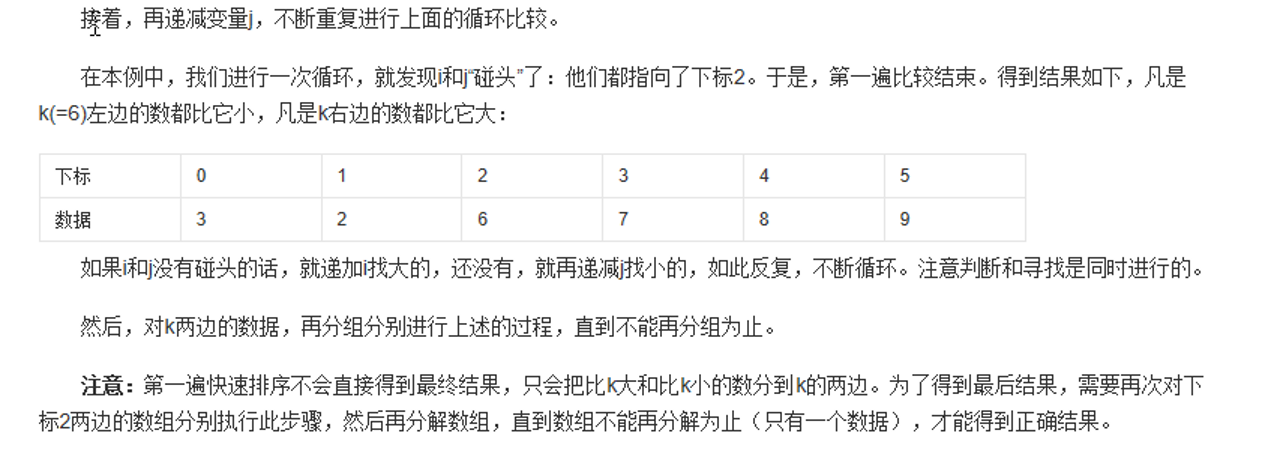 接着，再递减变量j，不断重复进行上面的循环比较。
在本例中，我们进行一次循环，就发现i和j“碰头”了：他们都指向了下标2。于是，第一遍比较结束。得到结果如下，凡是
k(=6)左边的数都比它小，凡是k右边的数都比它大：
下标 0 1 2 3 4 5
数据 3 2 6 7 8 9
如果i和j没有碰头的话，就递加i找大的，还没有，就再递减j找小的，如此反复，不断循环。注意判断和寻找是同时进行的。
然后，对k两边的数据，再分组分别进行上述的过程，直到不能再分组为止。
注意：第一遍快速排序不会直接得到最终结果，只会把比k大和比k小的数分到k的两边。为了得到最后结果，需要再次对下
标2两边的数组分别执行此步骤，然后再分解数组，直到数组不能再分解为止（只有一个数据），才能得到正确结果。